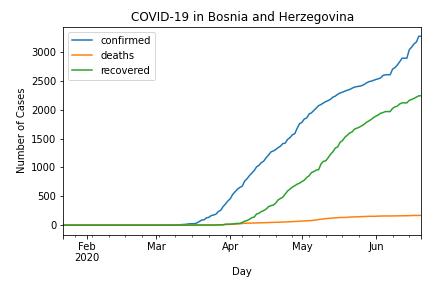 COVID-19 in Bosnia and Herzegovina
confirmed
deaths
recovered
Number of Cases
3000
2500
2000
1500
1000
500
0
Feb
2020
Mar
Apr
May
Jun
Day